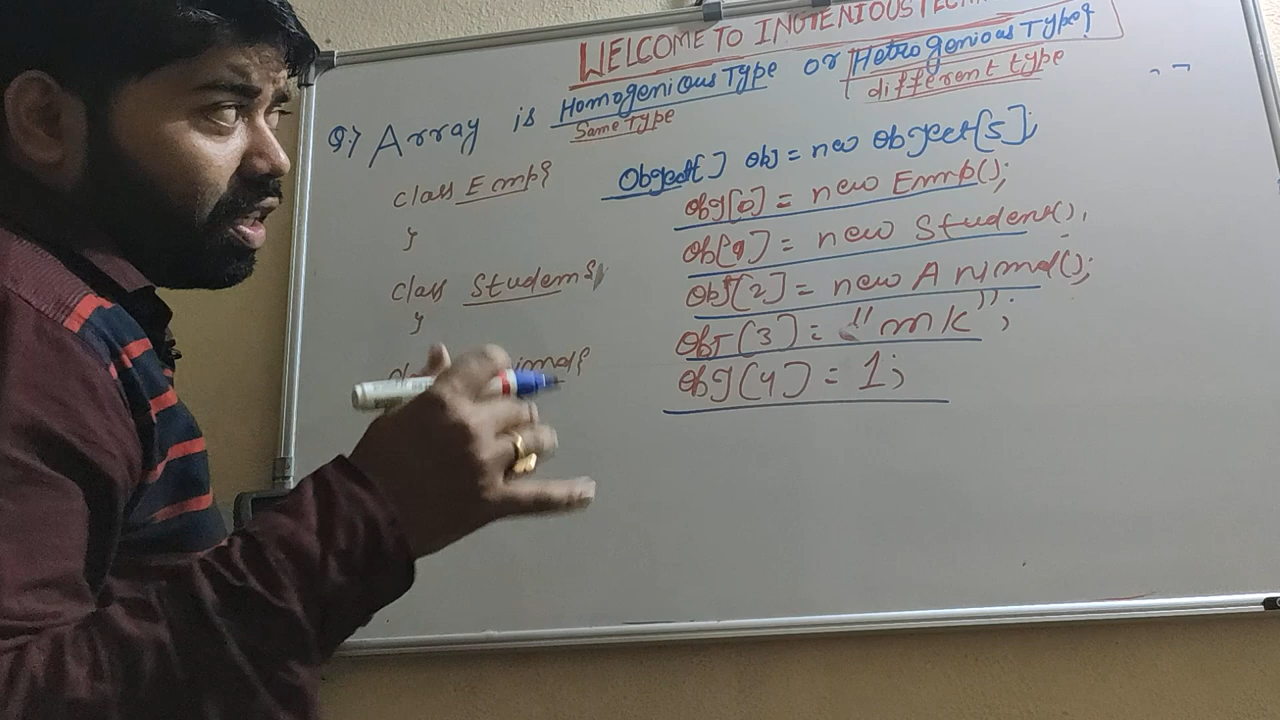 WELCOME TO INGTENIOUS TECH
Q:) Array is Homogenious Type or Hetrogenious Type?
Same Type
different type
class Emp{
}
class Student{
}
Object[] obj = new Object[5];
obj[0] = new Emp();
obj[1] = new Student();
obj[2] = new Animal();
obj[3] = "mk";
obj[4] = 1;